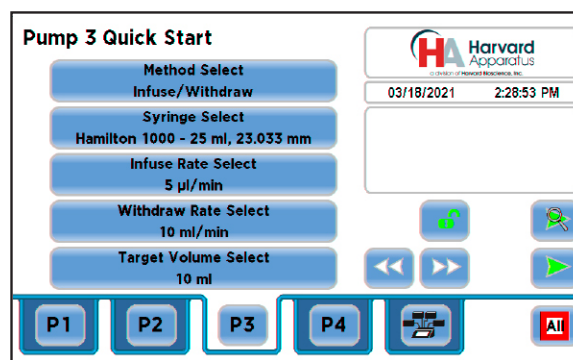 Pump 3 Quick Start
Method Select
Infuse/Withdraw
Syringe Select
Hamilton 1000 - 25 ml, 23.033 mm
Infuse Rate Select
5 µl/min
Withdraw Rate Select
10 ml/min
Target Volume Select
10 ml
HA Harvard
Apparatus
a division of Harvard Bioscience, Inc.
03/18/2021 2:28:53 PM
P1 P2 P3 P4 All